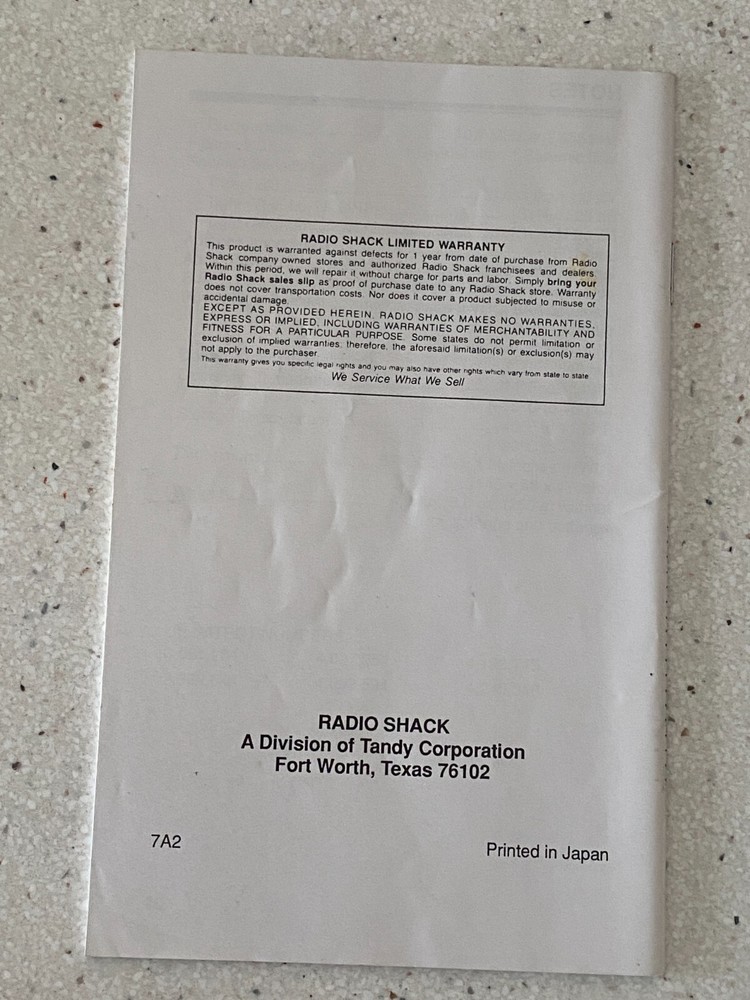 RADIO SHACK LIMITED WARRANTY
This product is warranted against defects for 1 year from date of purchase from Radio
Shack company owned stores and authorized Radio Shack franchisees and dealers.
Within this period, we will repair it without charge for parts and labor. Simply bring your
Radio Shack sales slip as proof of purchase date to any Radio Shack store. Warranty
does not cover transportation costs. Nor does it cover a product subjected to misuse or
accidental damage.
EXCEPT AS PROVIDED HEREIN, RADIO SHACK MAKES NO WARRANTIES,
EXPRESS OR IMPLIED, INCLUDING WARRANTIES OF MERCHANTABILITY AND
FITNESS FOR A PARTICULAR PURPOSE. Some states do not permit limitation or
exclusion of implied warranties; therefore, the aforesaid limitation(s) or exclusion(s) may
not apply to the purchaser.
This warranty gives you specific legal rights and you may also have other rights which vary from state to state.
We Service What We Sell
RADIO SHACK
A Division of Tandy Corporation
Fort Worth, Texas 76102
7A2
Printed in Japan